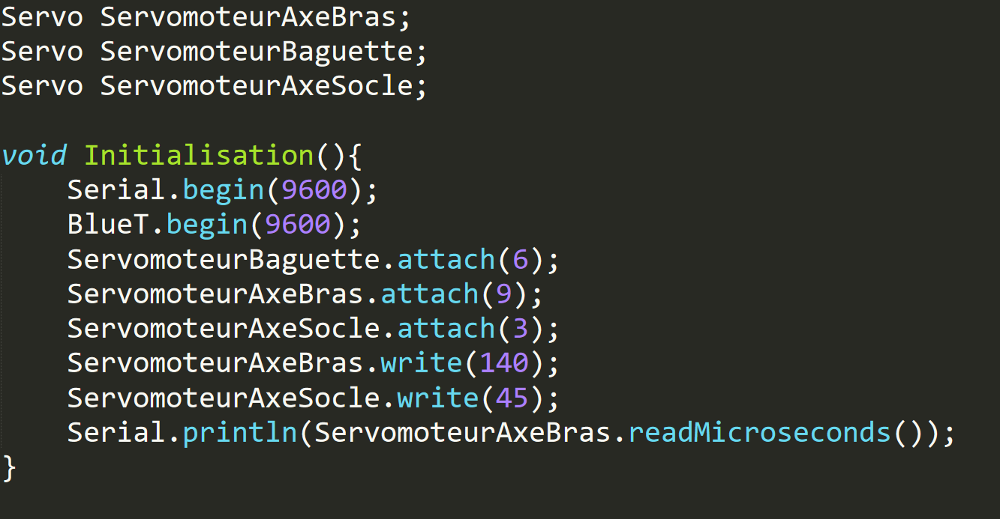 Servo ServomoteurAxeBras;
Servo ServomoteurBaguette;
Servo ServomoteurAxeSocle;

void Initialisation(){
    Serial.begin(9600);
    BlueT.begin(9600);
    ServomoteurBaguette.attach(6);
    ServomoteurAxeBras.attach(9);
    ServomoteurAxeSocle.attach(3);
    ServomoteurAxeBras.write(140);
    ServomoteurAxeSocle.write(45);
    Serial.println(ServomoteurAxeBras.readMicroseconds());
}